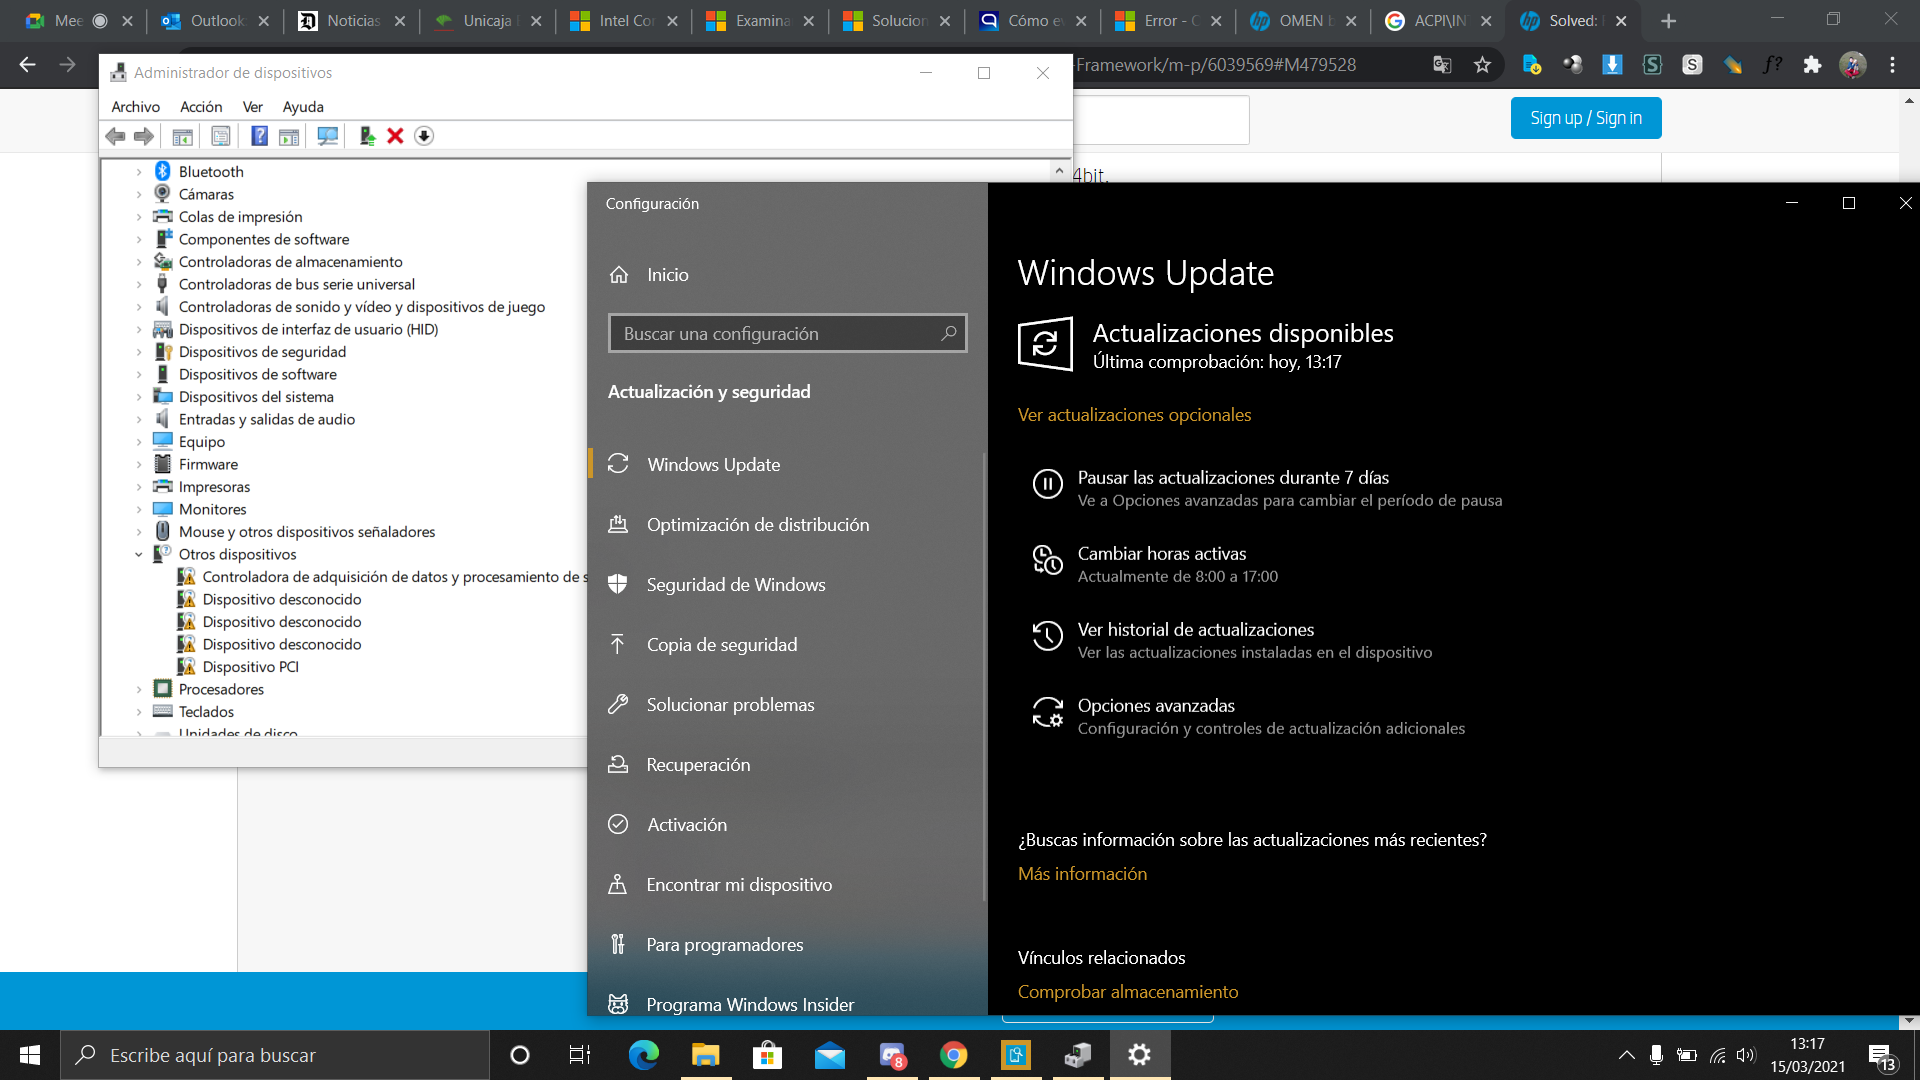 Mee
Outlook
Noticias
Unicaja
Intel Cor
Examina
Solucion
Cómo ev
Error - C
OMEN b
ACPI\IN
Solved:
-Framework/m-p/6039569#M479528
Sign up / Sign in
4bit.
Administrador de dispositivos
Archivo Acción Ver Ayuda
Bluetooth
Cámaras
Colas de impresión
Componentes de software
Controladoras de almacenamiento
Controladoras de bus serie universal
Controladoras de sonido y vídeo y dispositivos de juego
Dispositivos de interfaz de usuario (HID)
Dispositivos de seguridad
Dispositivos de software
Dispositivos del sistema
Entradas y salidas de audio
Equipo
Firmware
Impresoras
Monitores
Mouse y otros dispositivos señaladores
Otros dispositivos
Controladora de adquisición de datos y procesamiento de s
Dispositivo desconocido
Dispositivo desconocido
Dispositivo desconocido
Dispositivo PCI
Procesadores
Teclados
Unidades de disco
Configuración
Inicio
Buscar una configuración
Actualización y seguridad
Windows Update
Optimización de distribución
Seguridad de Windows
Copia de seguridad
Solucionar problemas
Recuperación
Activación
Encontrar mi dispositivo
Para programadores
Programa Windows Insider
Windows Update
Actualizaciones disponibles
Última comprobación: hoy, 13:17
Ver actualizaciones opcionales
Pausar las actualizaciones durante 7 días
Ve a Opciones avanzadas para cambiar el período de pausa
Cambiar horas activas
Actualmente de 8:00 a 17:00
Ver historial de actualizaciones
Ver las actualizaciones instaladas en el dispositivo
Opciones avanzadas
Configuración y controles de actualización adicionales
¿Buscas información sobre las actualizaciones más recientes?
Más información
Vínculos relacionados
Comprobar almacenamiento
Escribe aquí para buscar
8
13:17
15/03/2021
13